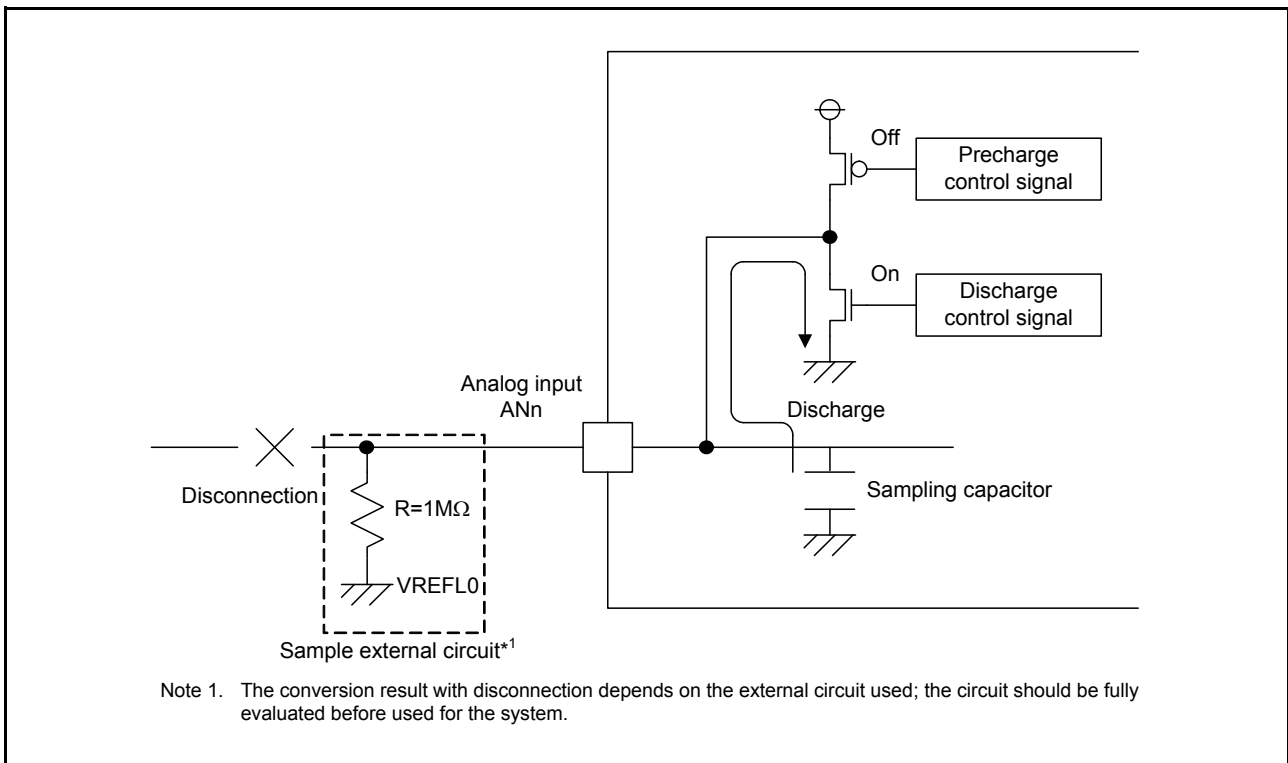 Off
Precharge
control signal
On
Discharge
control signal
Analog input
ANn
Discharge
Disconnection
R=1MΩ
Sampling capacitor
VREFL0
Sample external circuit*1
Note 1. The conversion result with disconnection depends on the external circuit used; the circuit should be fully
evaluated before used for the system.